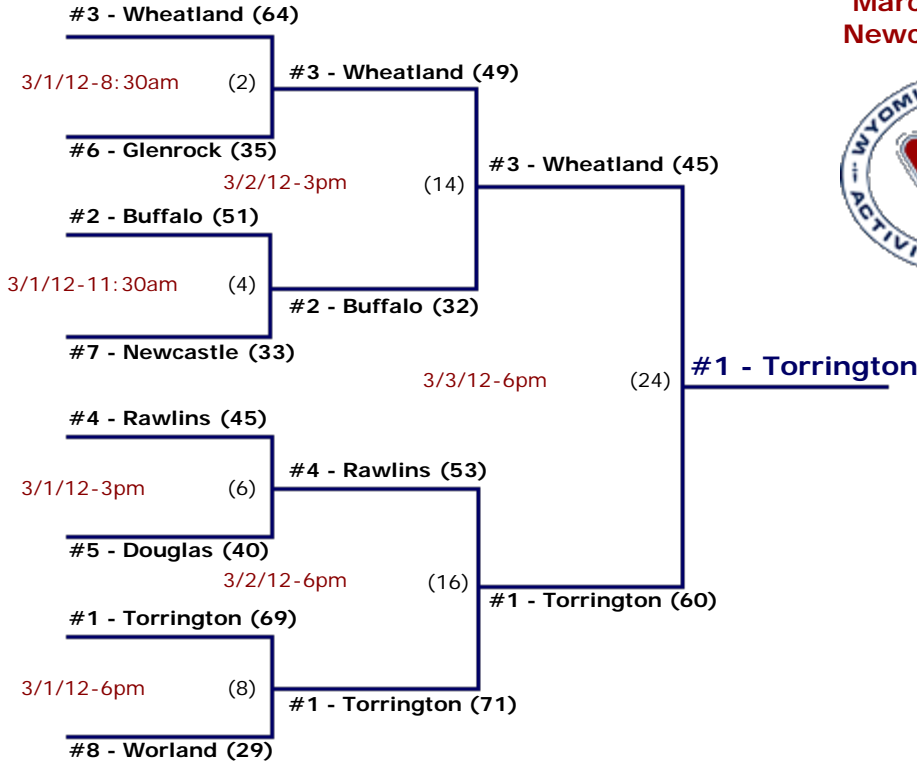 #3 - Wheatland (64)
3/1/12-8:30am (2)
#6 - Glenrock (35)
#3 - Wheatland (49)
3/2/12-3pm (14)
#2 - Buffalo (51)
3/1/12-11:30am (4)
#7 - Newcastle (33)
#2 - Buffalo (32)
#3 - Wheatland (45)
3/3/12-6pm (24)
#1 - Torrington
#4 - Rawlins (45)
3/1/12-3pm (6)
#5 - Douglas (40)
#4 - Rawlins (53)
3/2/12-6pm (16)
#1 - Torrington (69)
3/1/12-6pm (8)
#8 - Worland (29)
#1 - Torrington (71)
#1 - Torrington (60)